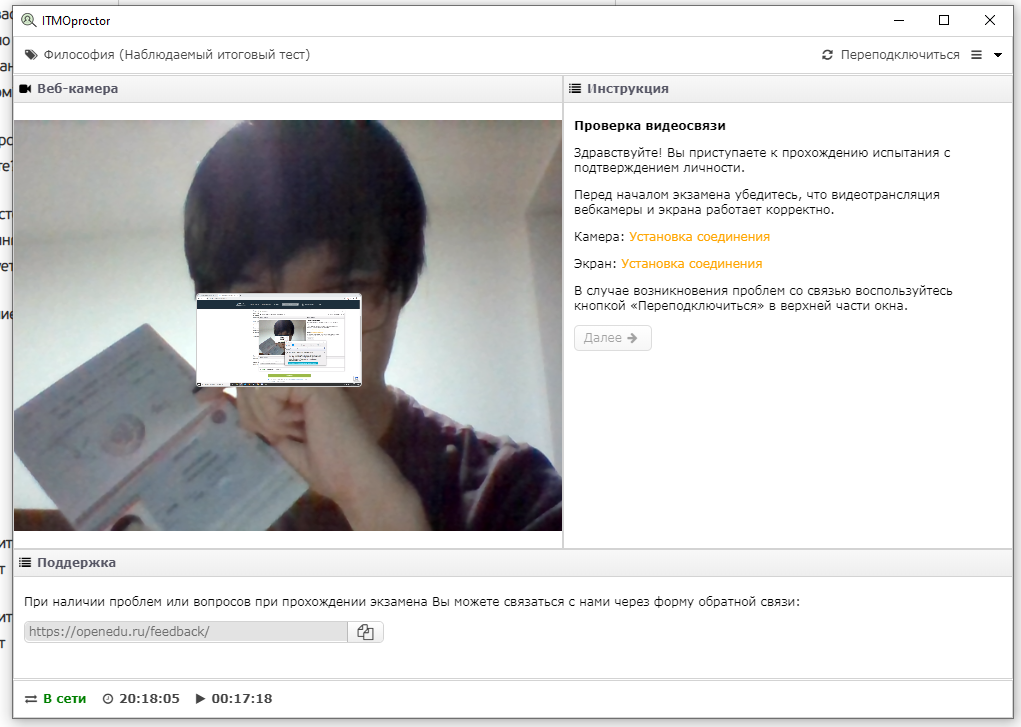 ITMOproctor
Философия (Наблюдаемый итоговый тест)
Переподключиться
Веб-камера
Инструкция
Проверка видеосвязи
Здравствуйте! Вы приступаете к прохождению испытания с
подтверждением личности.
Перед началом экзамена убедитесь, что видеотрансляция
вебкамеры и экрана работает корректно.
Камера: Установка соединения
Экран: Установка соединения
В случае возникновения проблем со связью воспользуйтесь
кнопкой «Переподключиться» в верхней части окна.
Далее
Поддержка
При наличии проблем или вопросов при прохождении экзамена Вы можете связаться с нами через форму обратной связи:
https://openedu.ru/feedback/
В сети 20:18:05 00:17:18